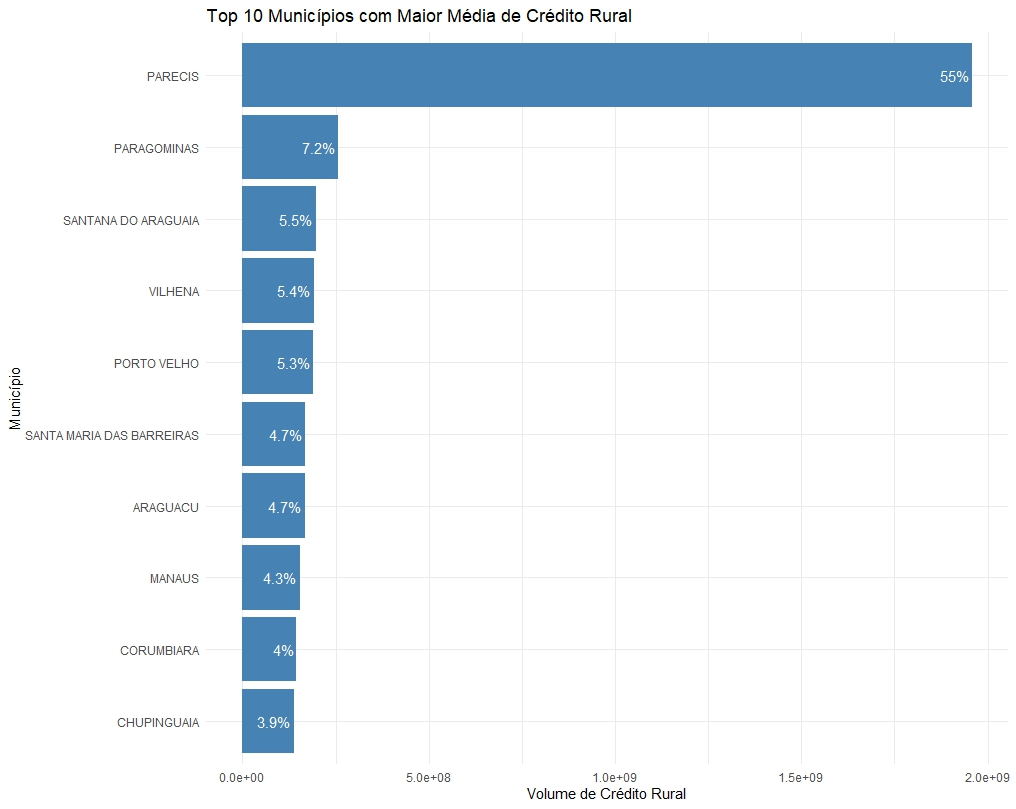 Top 10 Municípios com Maior Média de Crédito Rural
Município
PARECIS
55%
PARAGOMINAS
7.2%
SANTANA DO ARAGUAIA
5.5%
VILHENA
5.4%
PORTO VELHO
5.3%
SANTA MARIA DAS BARREIRAS
4.7%
ARAGUACU
4.7%
MANAUS
4.3%
CORUMBIARA
4%
CHUPINGUAIA
3.9%
0.0e+00 5.0e+08 1.0e+09 1.5e+09 2.0e+09
Volume de Crédito Rural